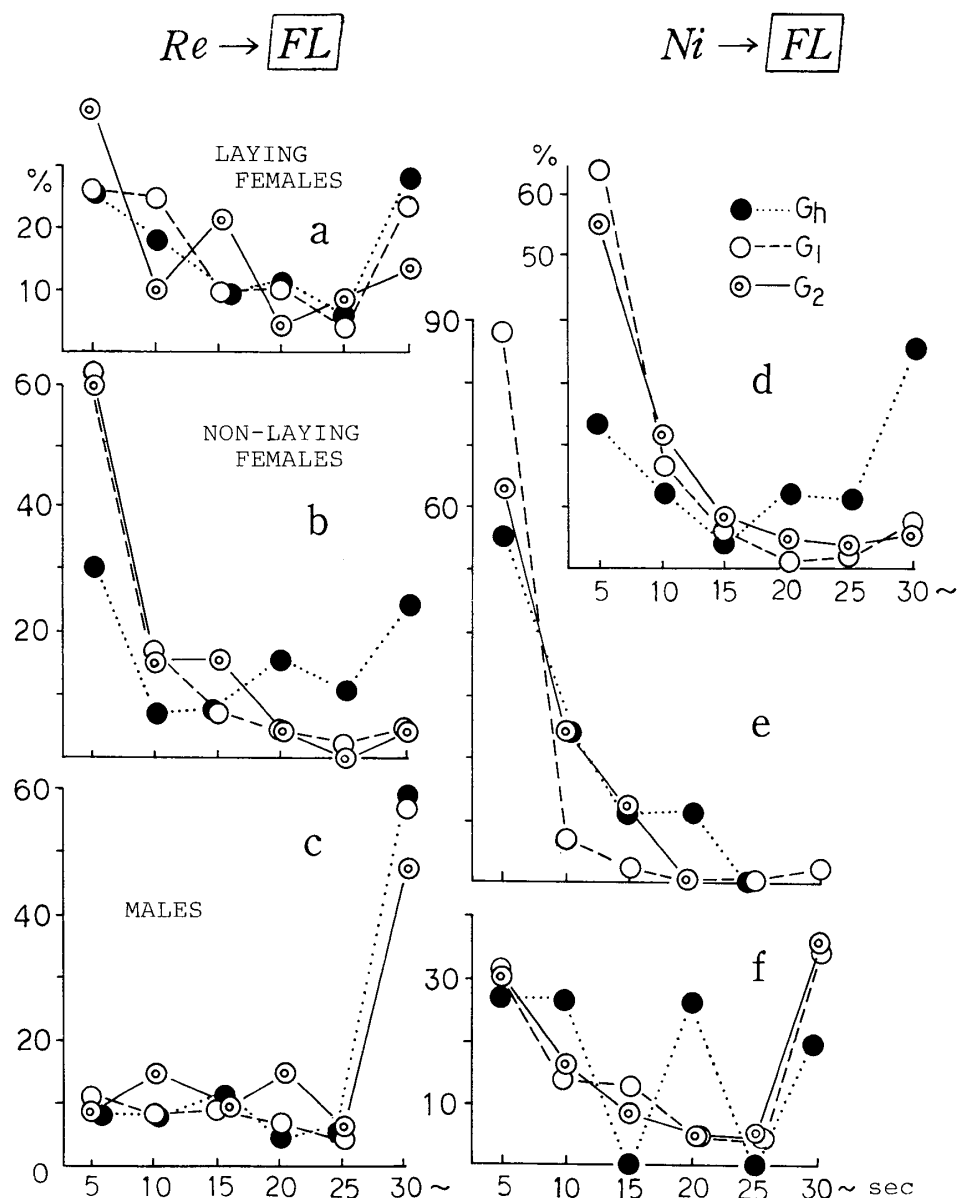 Re → FL
Ni → FL
LAYING
FEMALES
%
20
10
a
60
40
20
NON-LAYING
FEMALES
b
60
40
20
0
MALES
c
5 10 15 20 25 30 ~
%
60
50
Gh
G1
G2
d
5 10 15 20 25 30 ~
90
60
e
30
10
f
5 10 15 20 25 30 ~ sec